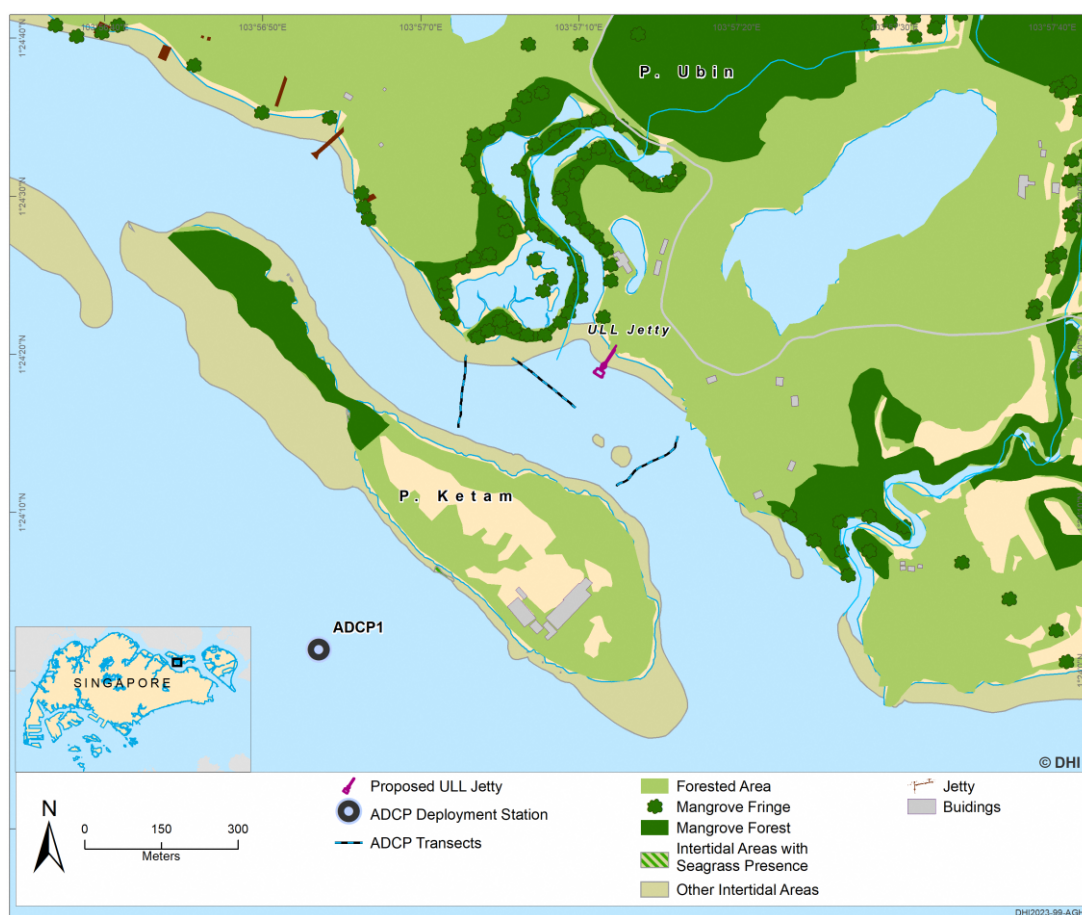 103°56'50"E
103°57'0"E
103°57'10"E
103°57'20"E
103°57'40"E
1°24'40"N
P. Ubin
1°24'30"N
ULL Jetty
1°24'20"N
P. Ketam
1°24'10"N
ADCP1
SINGAPORE
© DHI
N
0 150 300
Meters
Proposed ULL Jetty
ADCP Deployment Station
ADCP Transects
Forested Area
Mangrove Fringe
Mangrove Forest
Intertidal Areas with
Seagrass Presence
Other Intertidal Areas
Jetty
Buidings